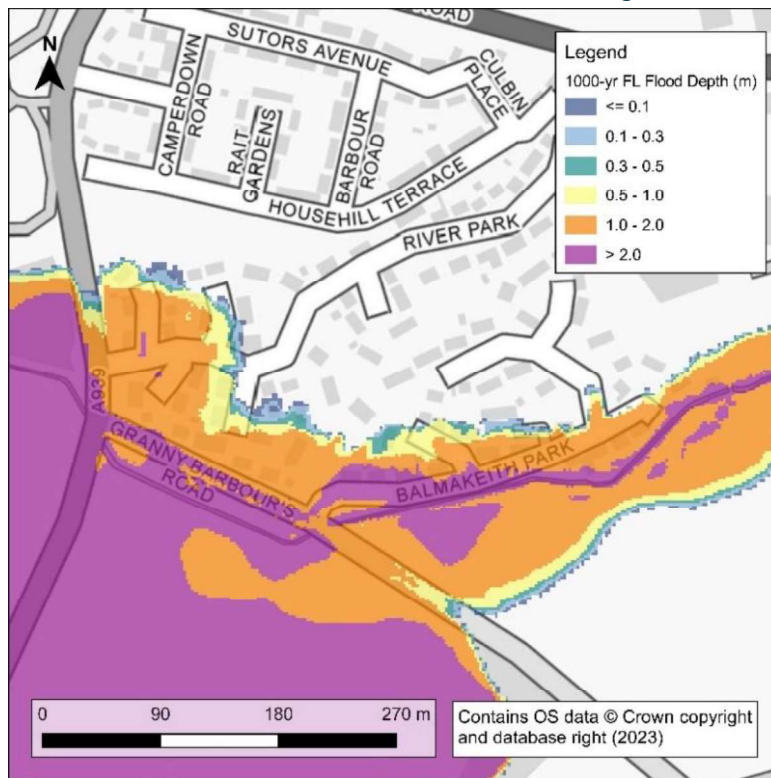 ROAD
N
SUTORS AVENUE
CULBIN
PLACE
CAMPERDOWN
ROAD
RAIT
GARDENS
BARBOUR
ROAD
HOUSEHILL TERRACE
RIVER PARK
A939
GRANNY BARBOUR'S
ROAD
BALMAKEITH PARK
Legend
1000-yr FL Flood Depth (m)
<= 0.1
0.1 - 0.3
0.3 - 0.5
0.5 - 1.0
1.0 - 2.0
> 2.0
0 90 180 270 m
Contains OS data © Crown copyright
and database right (2023)